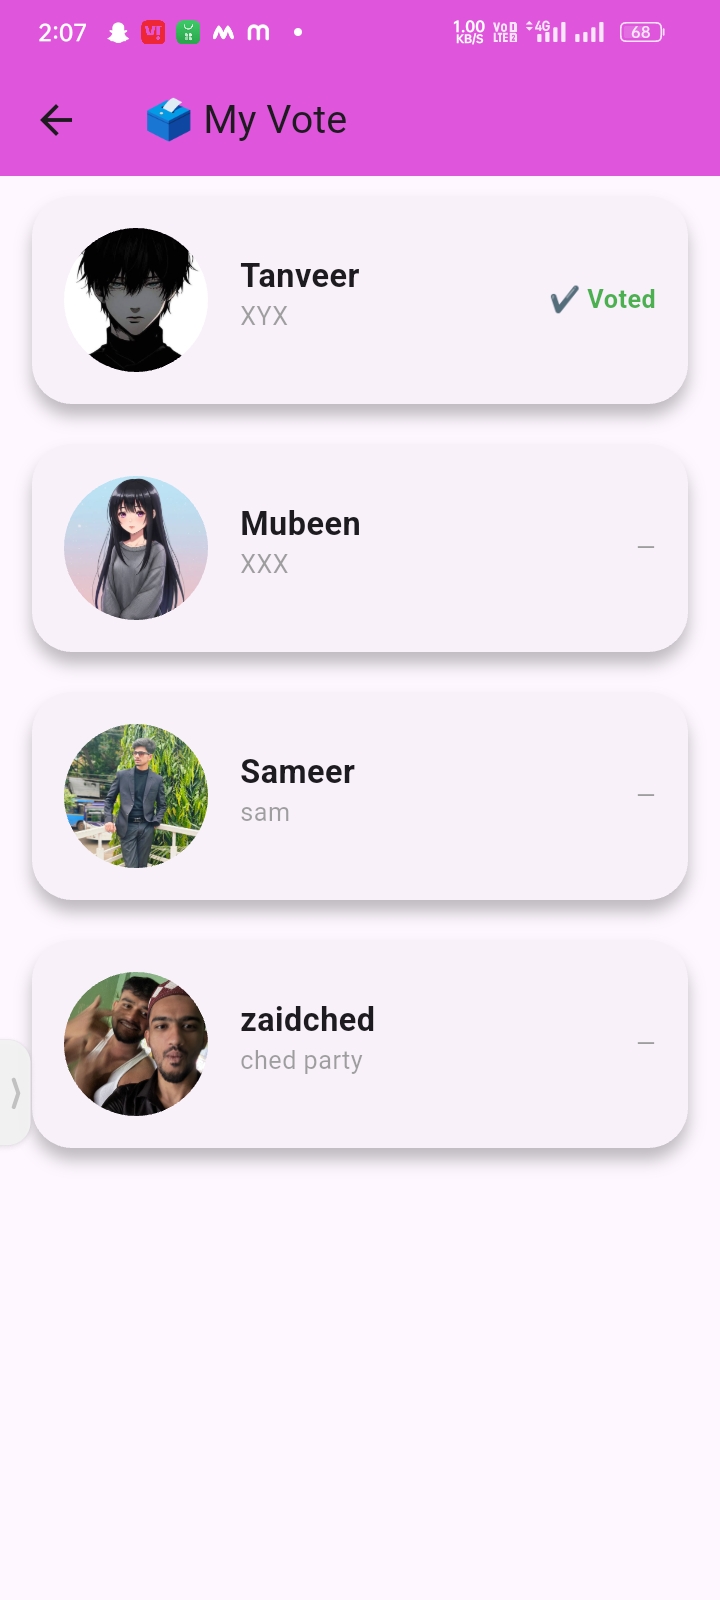 2:07 1.00 KB/S Vo LTE 4G 68
My Vote
Tanveer
XYX
✔ Voted
Mubeen
XXX
–
Sameer
sam
–
zaidched
ched party
–